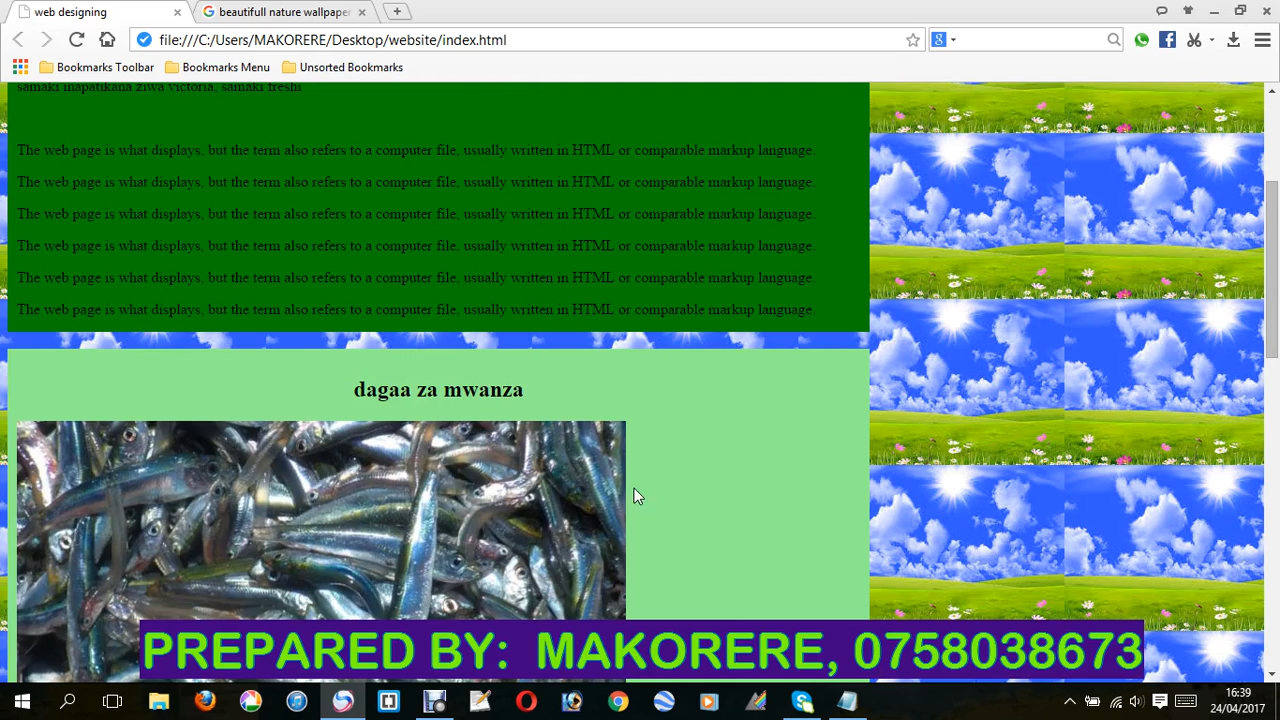 web designing
beautifull nature wallpaper
file:///C:/Users/MAKORERE/Desktop/website/index.html
Bookmarks Toolbar
Bookmarks Menu
Unsorted Bookmarks
samaki inapatikana ziwa victoria, samaki freshi
The web page is what displays, but the term also refers to a computer file, usually written in HTML or comparable markup language.
The web page is what displays, but the term also refers to a computer file, usually written in HTML or comparable markup language.
The web page is what displays, but the term also refers to a computer file, usually written in HTML or comparable markup language.
The web page is what displays, but the term also refers to a computer file, usually written in HTML or comparable markup language.
The web page is what displays, but the term also refers to a computer file, usually written in HTML or comparable markup language.
The web page is what displays, but the term also refers to a computer file, usually written in HTML or comparable markup language.
dagaa za mwanza
PREPARED BY: MAKORERE, 0758038673
16:39
24/04/2017